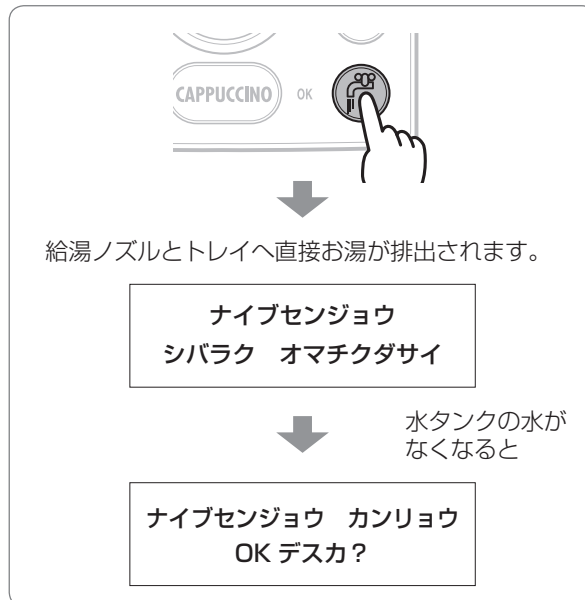 CAPPUCCINO OK
給湯ノズルとトレイへ直接お湯が排出されます。
ナイブセンジョウ
シバラク　オマチクダサイ
水タンクの水が
なくなると
ナイブセンジョウ　カンリョウ
OK デスカ？